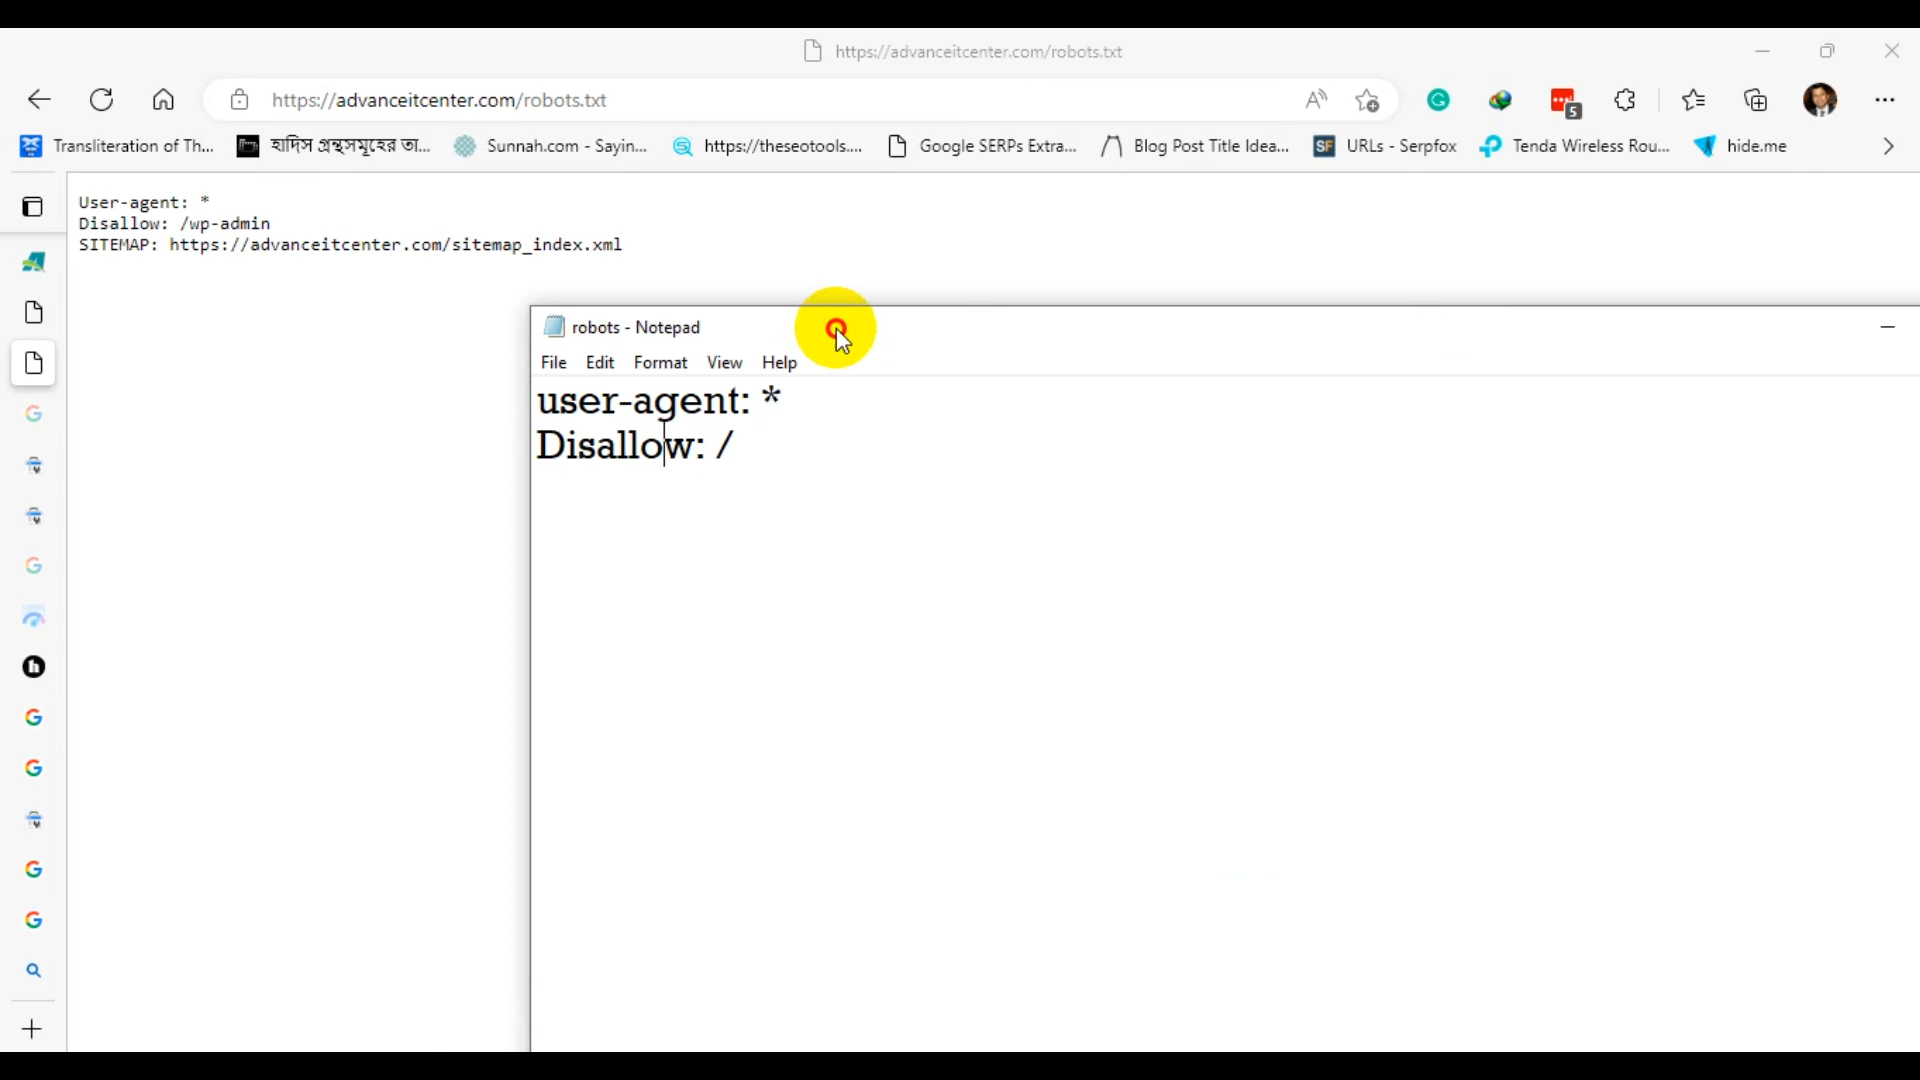 https://advanceitcenter.com/robots.txt
https://advanceitcenter.com/robots.txt
A
5
Transliteration of Th...
হাদিস গ্রন্থসমূহের তা...
Sunnah.com - Sayin...
https://theseotools....
Google SERPs Extra...
Blog Post Title Idea...
SF URLs - Serpfox
Tenda Wireless Rou...
hide.me
User-agent: *
Disallow: /wp-admin
SITEMAP: https://advanceitcenter.com/sitemap_index.xml
robots - Notepad
File Edit Format View Help
user-agent: *
Disallow: /